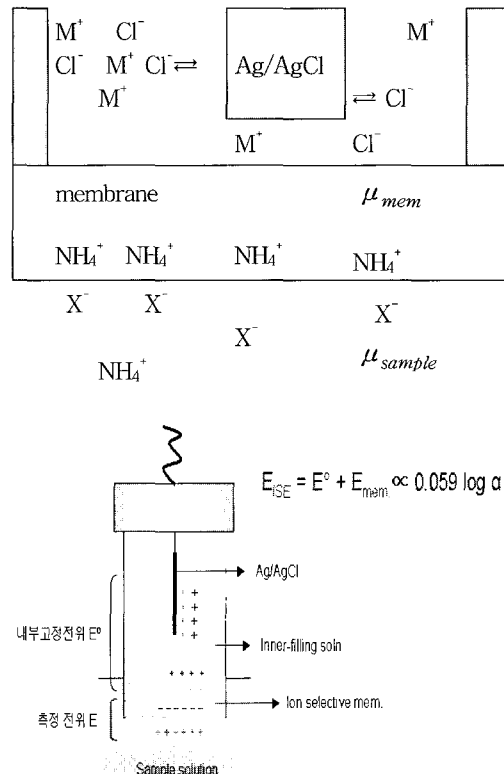 M⁺ Cl⁻ M⁺
Cl⁻ M⁺ Cl⁻ ⇌ Ag/AgCl
M⁺ ⇌ Cl⁻
M⁺ Cl⁻
membrane μmem
NH₄⁺ NH₄⁺ NH₄⁺ NH₄⁺
X⁻ X⁻ X⁻ X⁻
NH₄⁺ μsample
E_ISE = E° + E_mem ∝ 0.059 log α
Ag/AgCl
내부고정전위 E°
Inner-filling soln
Ion selective mem.
측정 전위 E
Sample solution